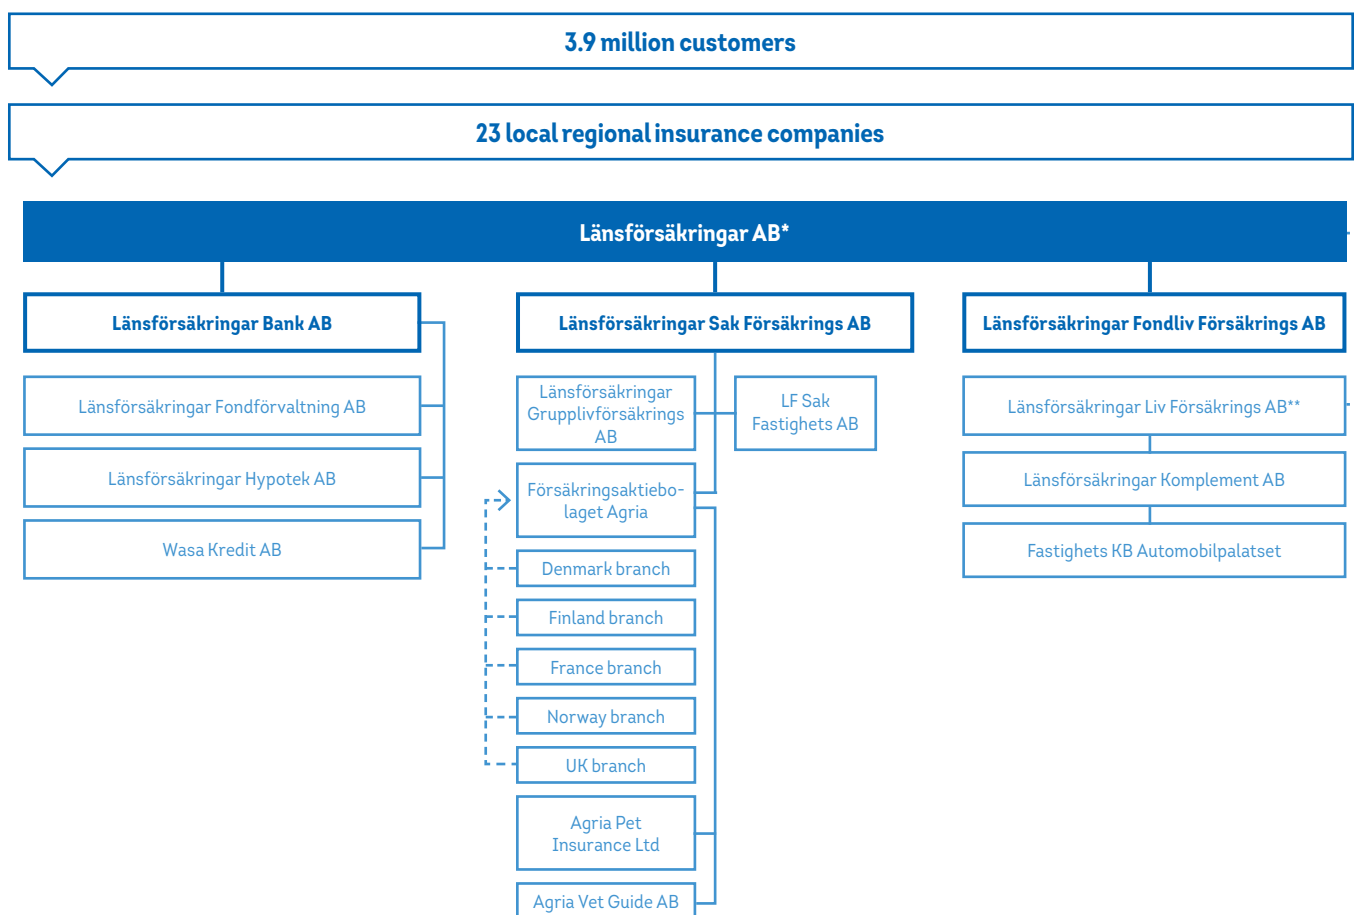 3.9 million customers
23 local regional insurance companies
Länsförsäkringar AB*
Länsförsäkringar Bank AB
Länsförsäkringar Fondförvaltning AB
Länsförsäkringar Hypotek AB
Wasa Kredit AB
Länsförsäkringar Sak Försäkrings AB
Länsförsäkringar
Grupplivförsäkrings
AB
LF Sak
Fastighets AB
Försäkringsaktiebo-
laget Agria
Denmark branch
Finland branch
France branch
Norway branch
UK branch
Agria Pet
Insurance Ltd
Agria Vet Guide AB
Länsförsäkringar Fondliv Försäkrings AB
Länsförsäkringar Liv Försäkrings AB**
Länsförsäkringar Komplement AB
Fastighets KB Automobilpalatset